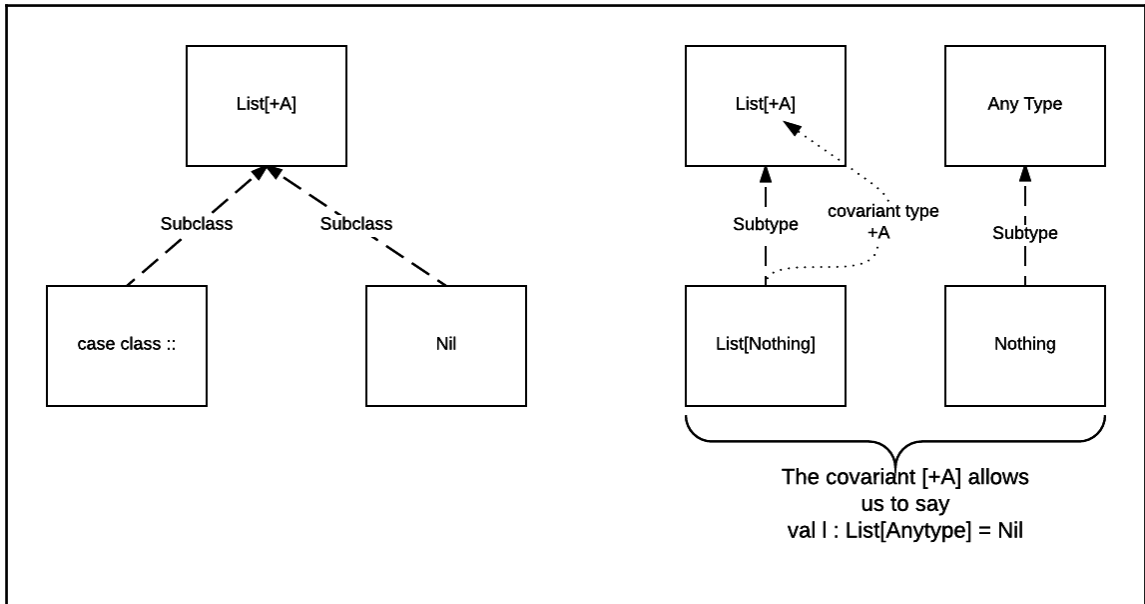 List[+A]
Subclass
Subclass
case class ::
Nil
List[+A]
Any Type
Subtype
covariant type
+A
Subtype
List[Nothing]
Nothing
The covariant [+A] allows
us to say
val l : List[Anytype] = Nil